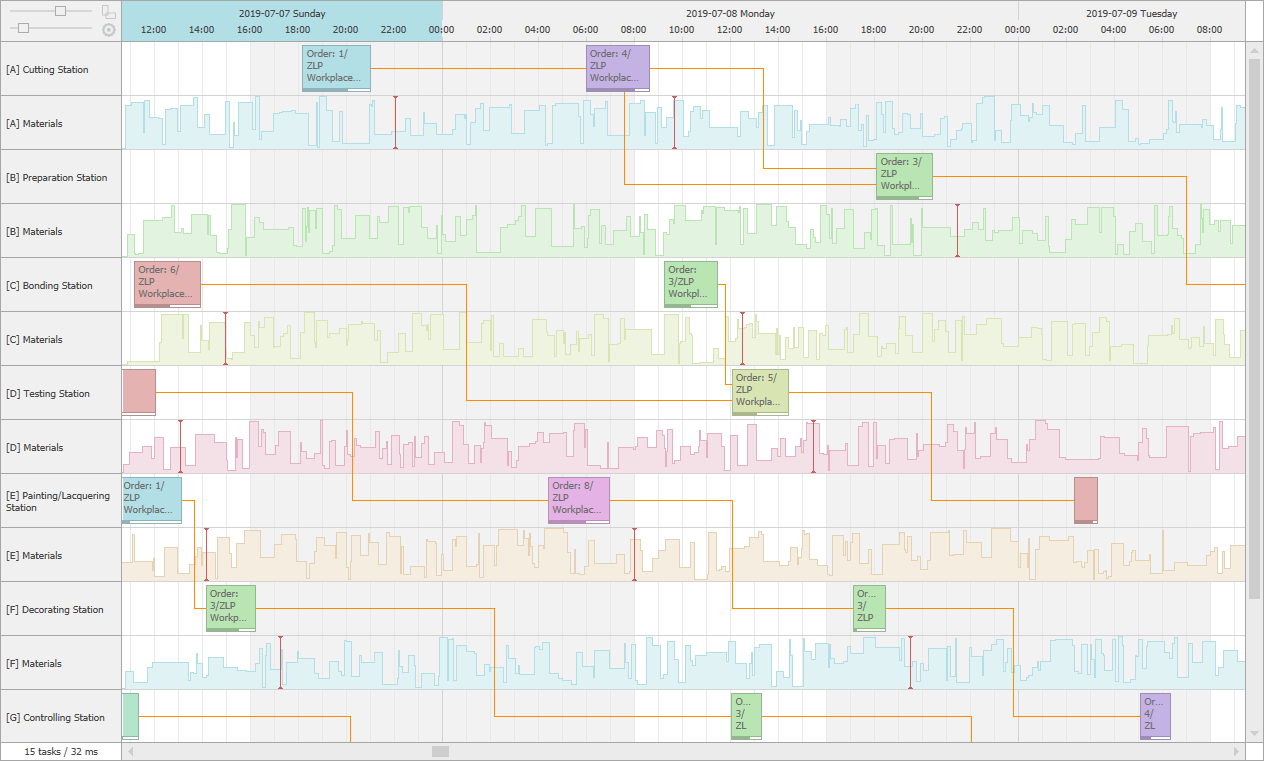 2019-07-07 Sunday 2019-07-08 Monday 2019-07-09 Tuesday
12:00 14:00 16:00 18:00 20:00 22:00 00:00 02:00 04:00 06:00 08:00 10:00 12:00 14:00 16:00 18:00 20:00 22:00 00:00 02:00 04:00 06:00 08:00
[A] Cutting Station
Order: 1/
ZLP
Workplace...
Order: 4/
ZLP
Workplac...
[A] Materials
[B] Preparation Station
Order: 3/
ZLP
Workpl...
[B] Materials
[C] Bonding Station
Order: 6/
ZLP
Workplace...
Order:
3/ZLP
Workpl...
[C] Materials
[D] Testing Station
Order: 5/
ZLP
Workpla...
[D] Materials
[E] Painting/Lacquering
Station
Order: 1/
ZLP
Workplac...
Order: 8/
ZLP
Workplac...
[E] Materials
[F] Decorating Station
Order:
3/ZLP
Workp...
Or...
3/
ZLP
[F] Materials
[G] Controlling Station
O...
3/
ZL
Or...
4/
ZL
15 tasks / 32 ms